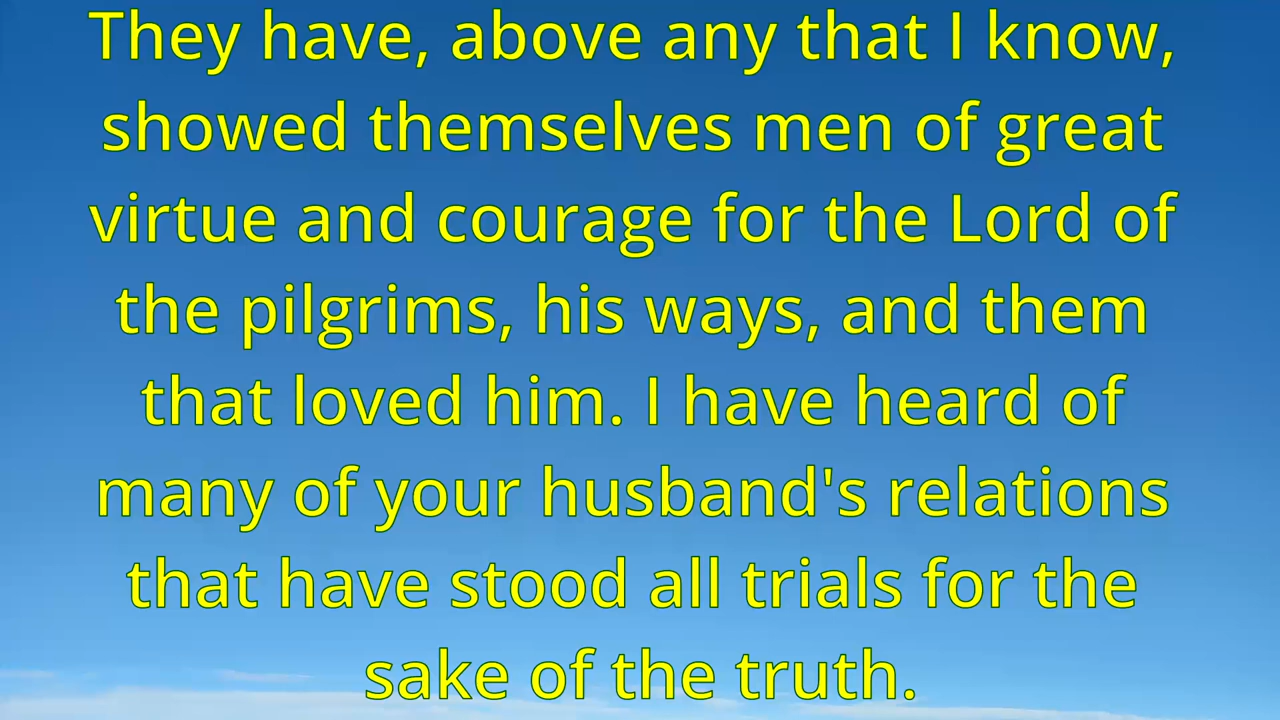 They have, above any that I know,
showed themselves men of great
virtue and courage for the Lord of
the pilgrims, his ways, and them
that loved him. I have heard of
many of your husband's relations
that have stood all trials for the
sake of the truth.